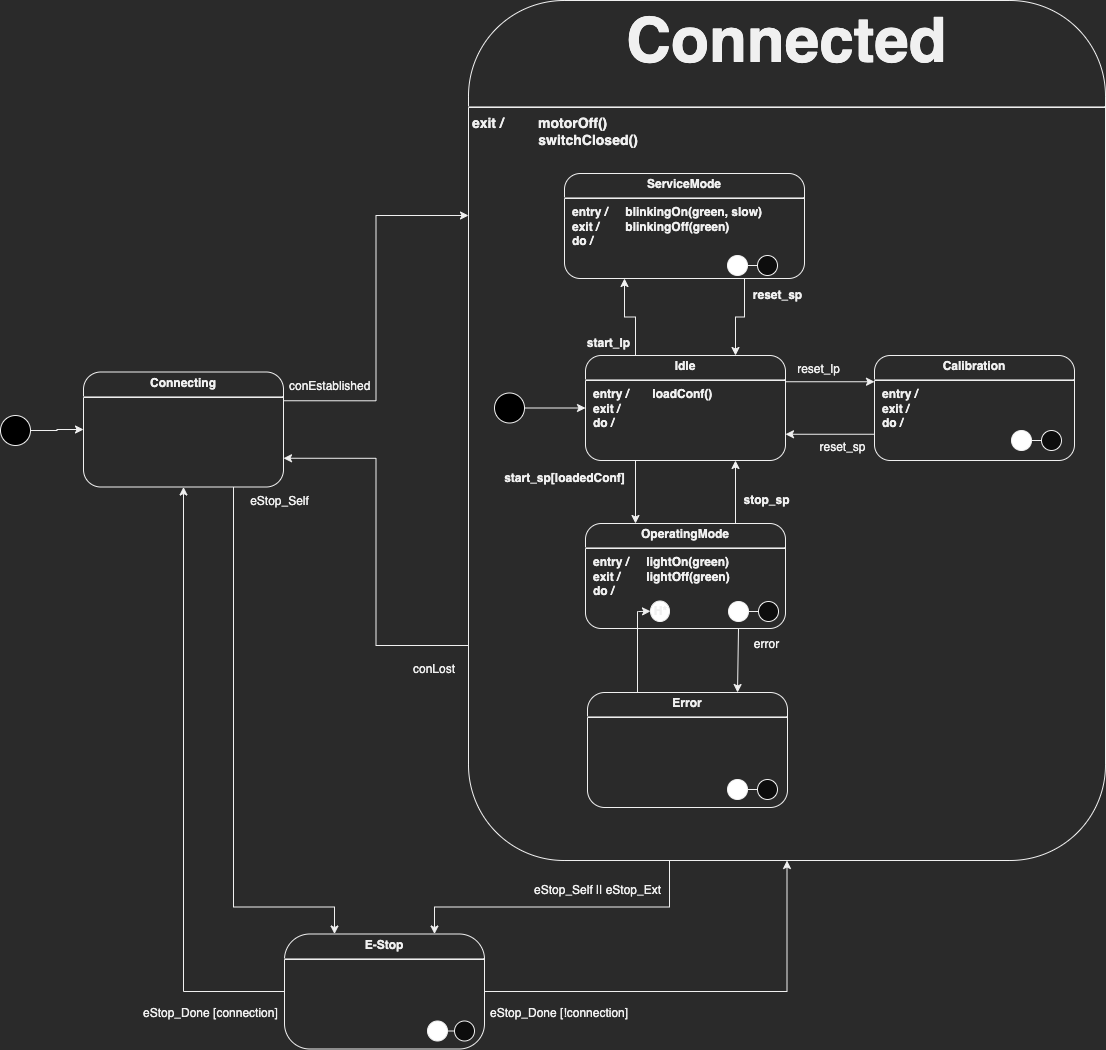 Connected
exit / motorOff()
switchClosed()
ServiceMode
entry / blinkingOn(green, slow)
exit / blinkingOff(green)
do /
reset_sp
start_lp
Idle
entry / loadConf()
exit /
do /
reset_lp
Calibration
entry /
exit /
do /
reset_sp
Connecting
conEstablished
eStop_Self
start_sp[loadedConf]
stop_sp
OperatingMode
entry / lightOn(green)
exit / lightOff(green)
do /
error
conLost
Error
eStop_Self || eStop_Ext
E-Stop
eStop_Done [connection]
eStop_Done [!connection]